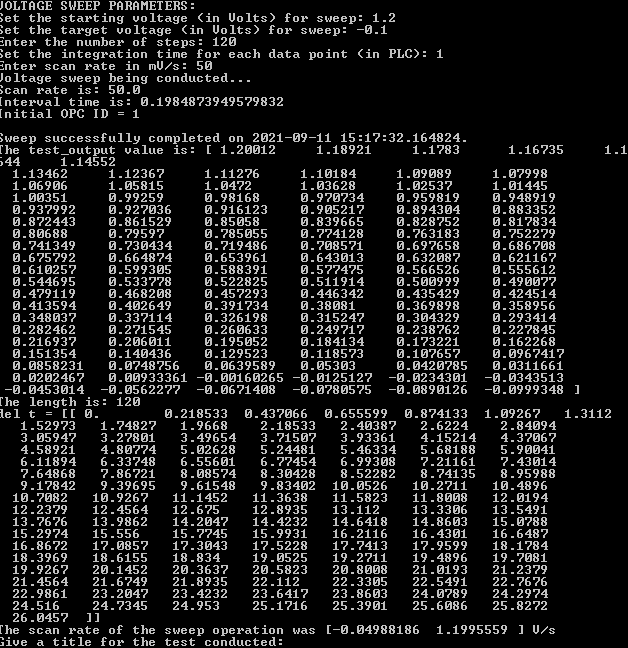 VOLTAGE SWEEP PARAMETERS:
Set the starting voltage (in Volts) for sweep: 1.2
Set the target voltage (in Volts) for sweep: -0.1
Enter the number of steps: 120
Set the integration time for each data point (in PLC): 1
Enter scan rate in mV/s: 50
Voltage sweep being conducted...
Scan rate is: 50.0
Interval time is: 0.1984873949579832
Initial OPC ID = 1
Sweep successfully completed on 2021-09-11 15:17:32.164824.
The test_output value is: [ 1.20012 1.18921 1.1783 1.16735 1.1
544 1.14552
1.13462 1.12367 1.11276 1.10184 1.09089 1.07998
1.06906 1.05815 1.0472 1.03628 1.02537 1.01445
1.00351 0.99259 0.98168 0.970734 0.959819 0.948919
0.937992 0.927036 0.916123 0.905217 0.894304 0.883352
0.872443 0.861529 0.85058 0.839665 0.828752 0.817834
0.80688 0.79597 0.785055 0.774128 0.763183 0.752279
0.741349 0.730434 0.719486 0.708571 0.697658 0.686708
0.675792 0.664874 0.653961 0.643013 0.632087 0.621167
0.610257 0.599305 0.588391 0.577475 0.566526 0.555612
0.544695 0.533778 0.522825 0.511914 0.500999 0.490077
0.479119 0.468208 0.457293 0.446342 0.435429 0.424514
0.413594 0.402649 0.391734 0.38081 0.369898 0.358956
0.348037 0.337114 0.326198 0.315247 0.304329 0.293414
0.282462 0.271545 0.260633 0.249717 0.238762 0.227845
0.216937 0.206011 0.195052 0.184134 0.173221 0.162268
0.151354 0.140436 0.129523 0.118573 0.107657 0.0967417
0.0858231 0.0748756 0.0639589 0.05303 0.0420785 0.0311661
0.0202467 0.00933361 -0.00160265 -0.0125127 -0.0234301 -0.0343513
-0.0453014 -0.0562277 -0.0671408 -0.0780575 -0.0890126 -0.0999348 ]
The length is: 120
del t = [[ 0. 0.218533 0.437066 0.655599 0.874133 1.09267 1.3112
1.52973 1.74827 1.9668 2.18533 2.40387 2.6224 2.84094
3.05947 3.27801 3.49654 3.71507 3.93361 4.15214 4.37067
4.58921 4.80774 5.02628 5.24481 5.46334 5.68188 5.90041
6.11894 6.33748 6.55601 6.77454 6.99308 7.21161 7.43014
7.64868 7.86721 8.08574 8.30428 8.52282 8.74135 8.95988
9.17842 9.39695 9.61548 9.83402 10.0526 10.2711 10.4896
10.7082 10.9267 11.1452 11.3638 11.5823 11.8008 12.0194
12.2379 12.4564 12.675 12.8935 13.112 13.3306 13.5491
13.7676 13.9862 14.2047 14.4232 14.6418 14.8603 15.0788
15.2974 15.556 15.7745 15.9931 16.2116 16.4301 16.6487
16.8672 17.0857 17.3043 17.5228 17.7413 17.9599 18.1784
18.3969 18.6155 18.834 19.0525 19.2711 19.4896 19.7081
19.9267 20.1452 20.3637 20.5823 20.8008 21.0193 21.2379
21.4564 21.6749 21.8935 22.112 22.3305 22.5491 22.7676
22.9861 23.2047 23.4232 23.6417 23.8603 24.0789 24.2974
24.516 24.7345 24.953 25.1716 25.3901 25.6086 25.8272
26.0457 ]]
The scan rate of the sweep operation was [-0.04988186 1.1995559 ] V/s
Give a title for the test conducted: